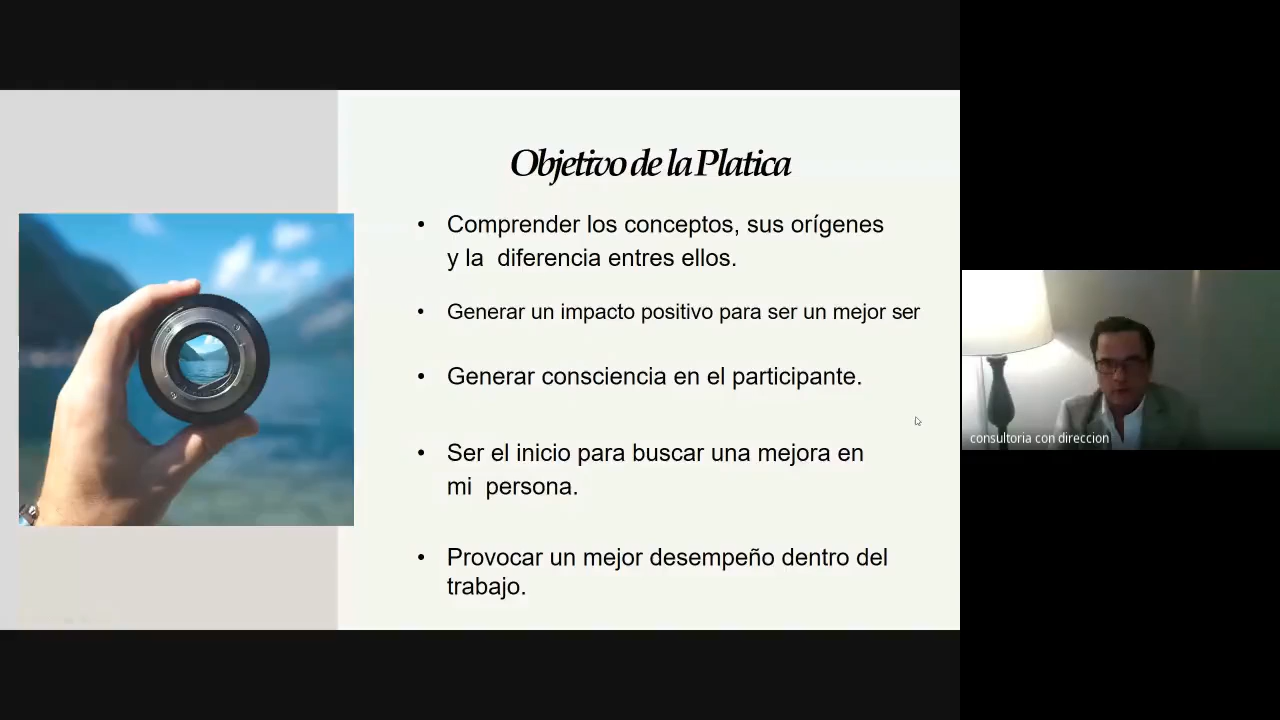 Objetivo de la Platica
• Comprender los conceptos, sus orígenes
y la diferencia entres ellos.
• Generar un impacto positivo para ser un mejor ser
• Generar consciencia en el participante.
• Ser el inicio para buscar una mejora en
mi persona.
• Provocar un mejor desempeño dentro del
trabajo.
consultoria con direccion